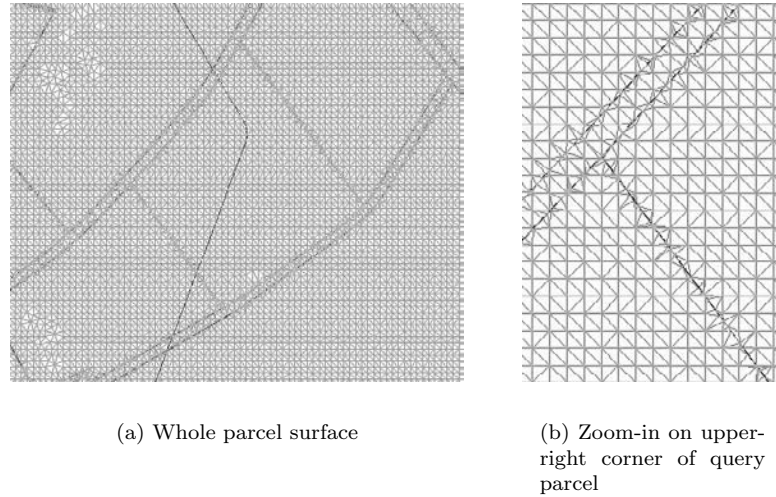 (a) Whole parcel surface
(b) Zoom-in on upper-
right corner of query
parcel